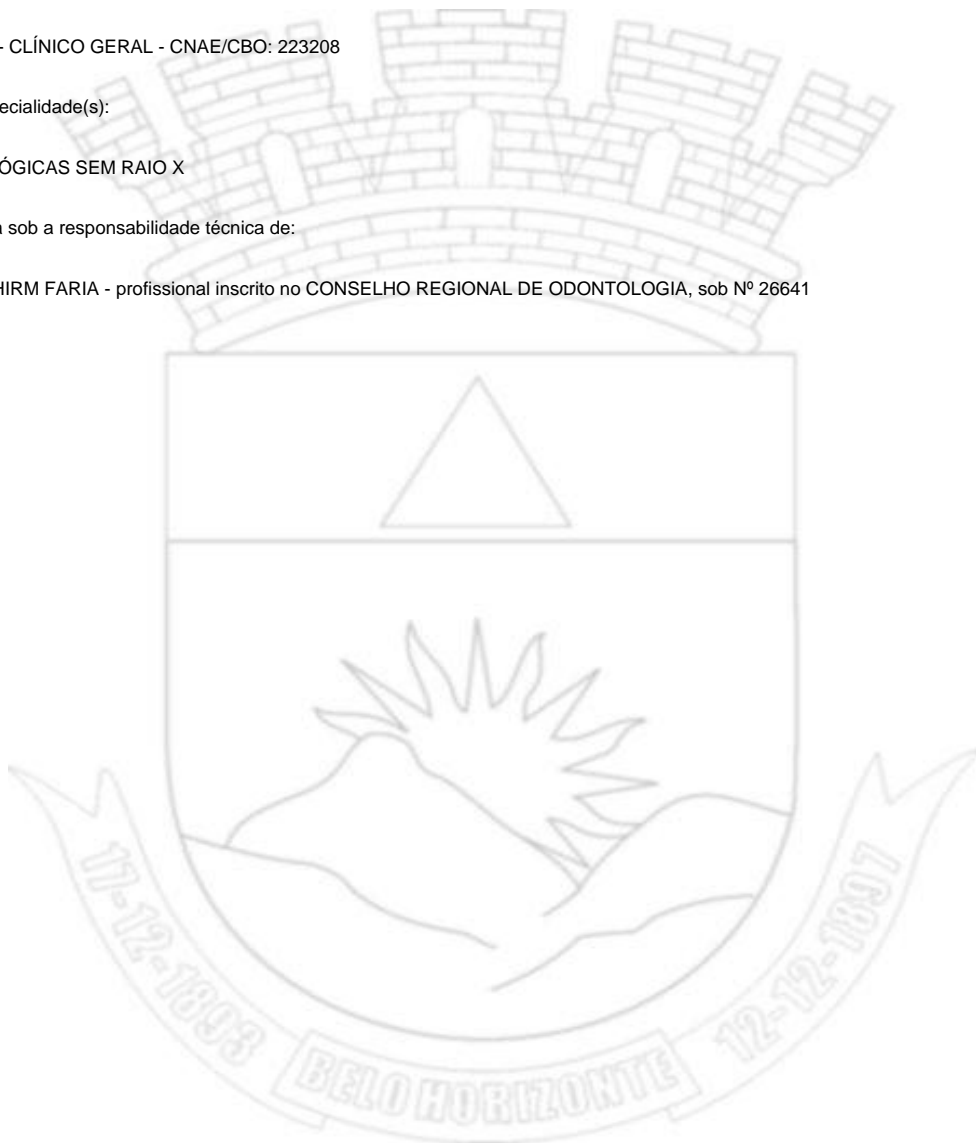 - CLÍNICO GERAL - CNAE/CBO: 223208
ecialidade(s):
ÓGICAS SEM RAIO X
a sob a responsabilidade técnica de:
HIRM FARIA - profissional inscrito no CONSELHO REGIONAL DE ODONTOLOGIA, sob Nº 26641
17-12-1893 BELO HORIZONTE 12-12-1897